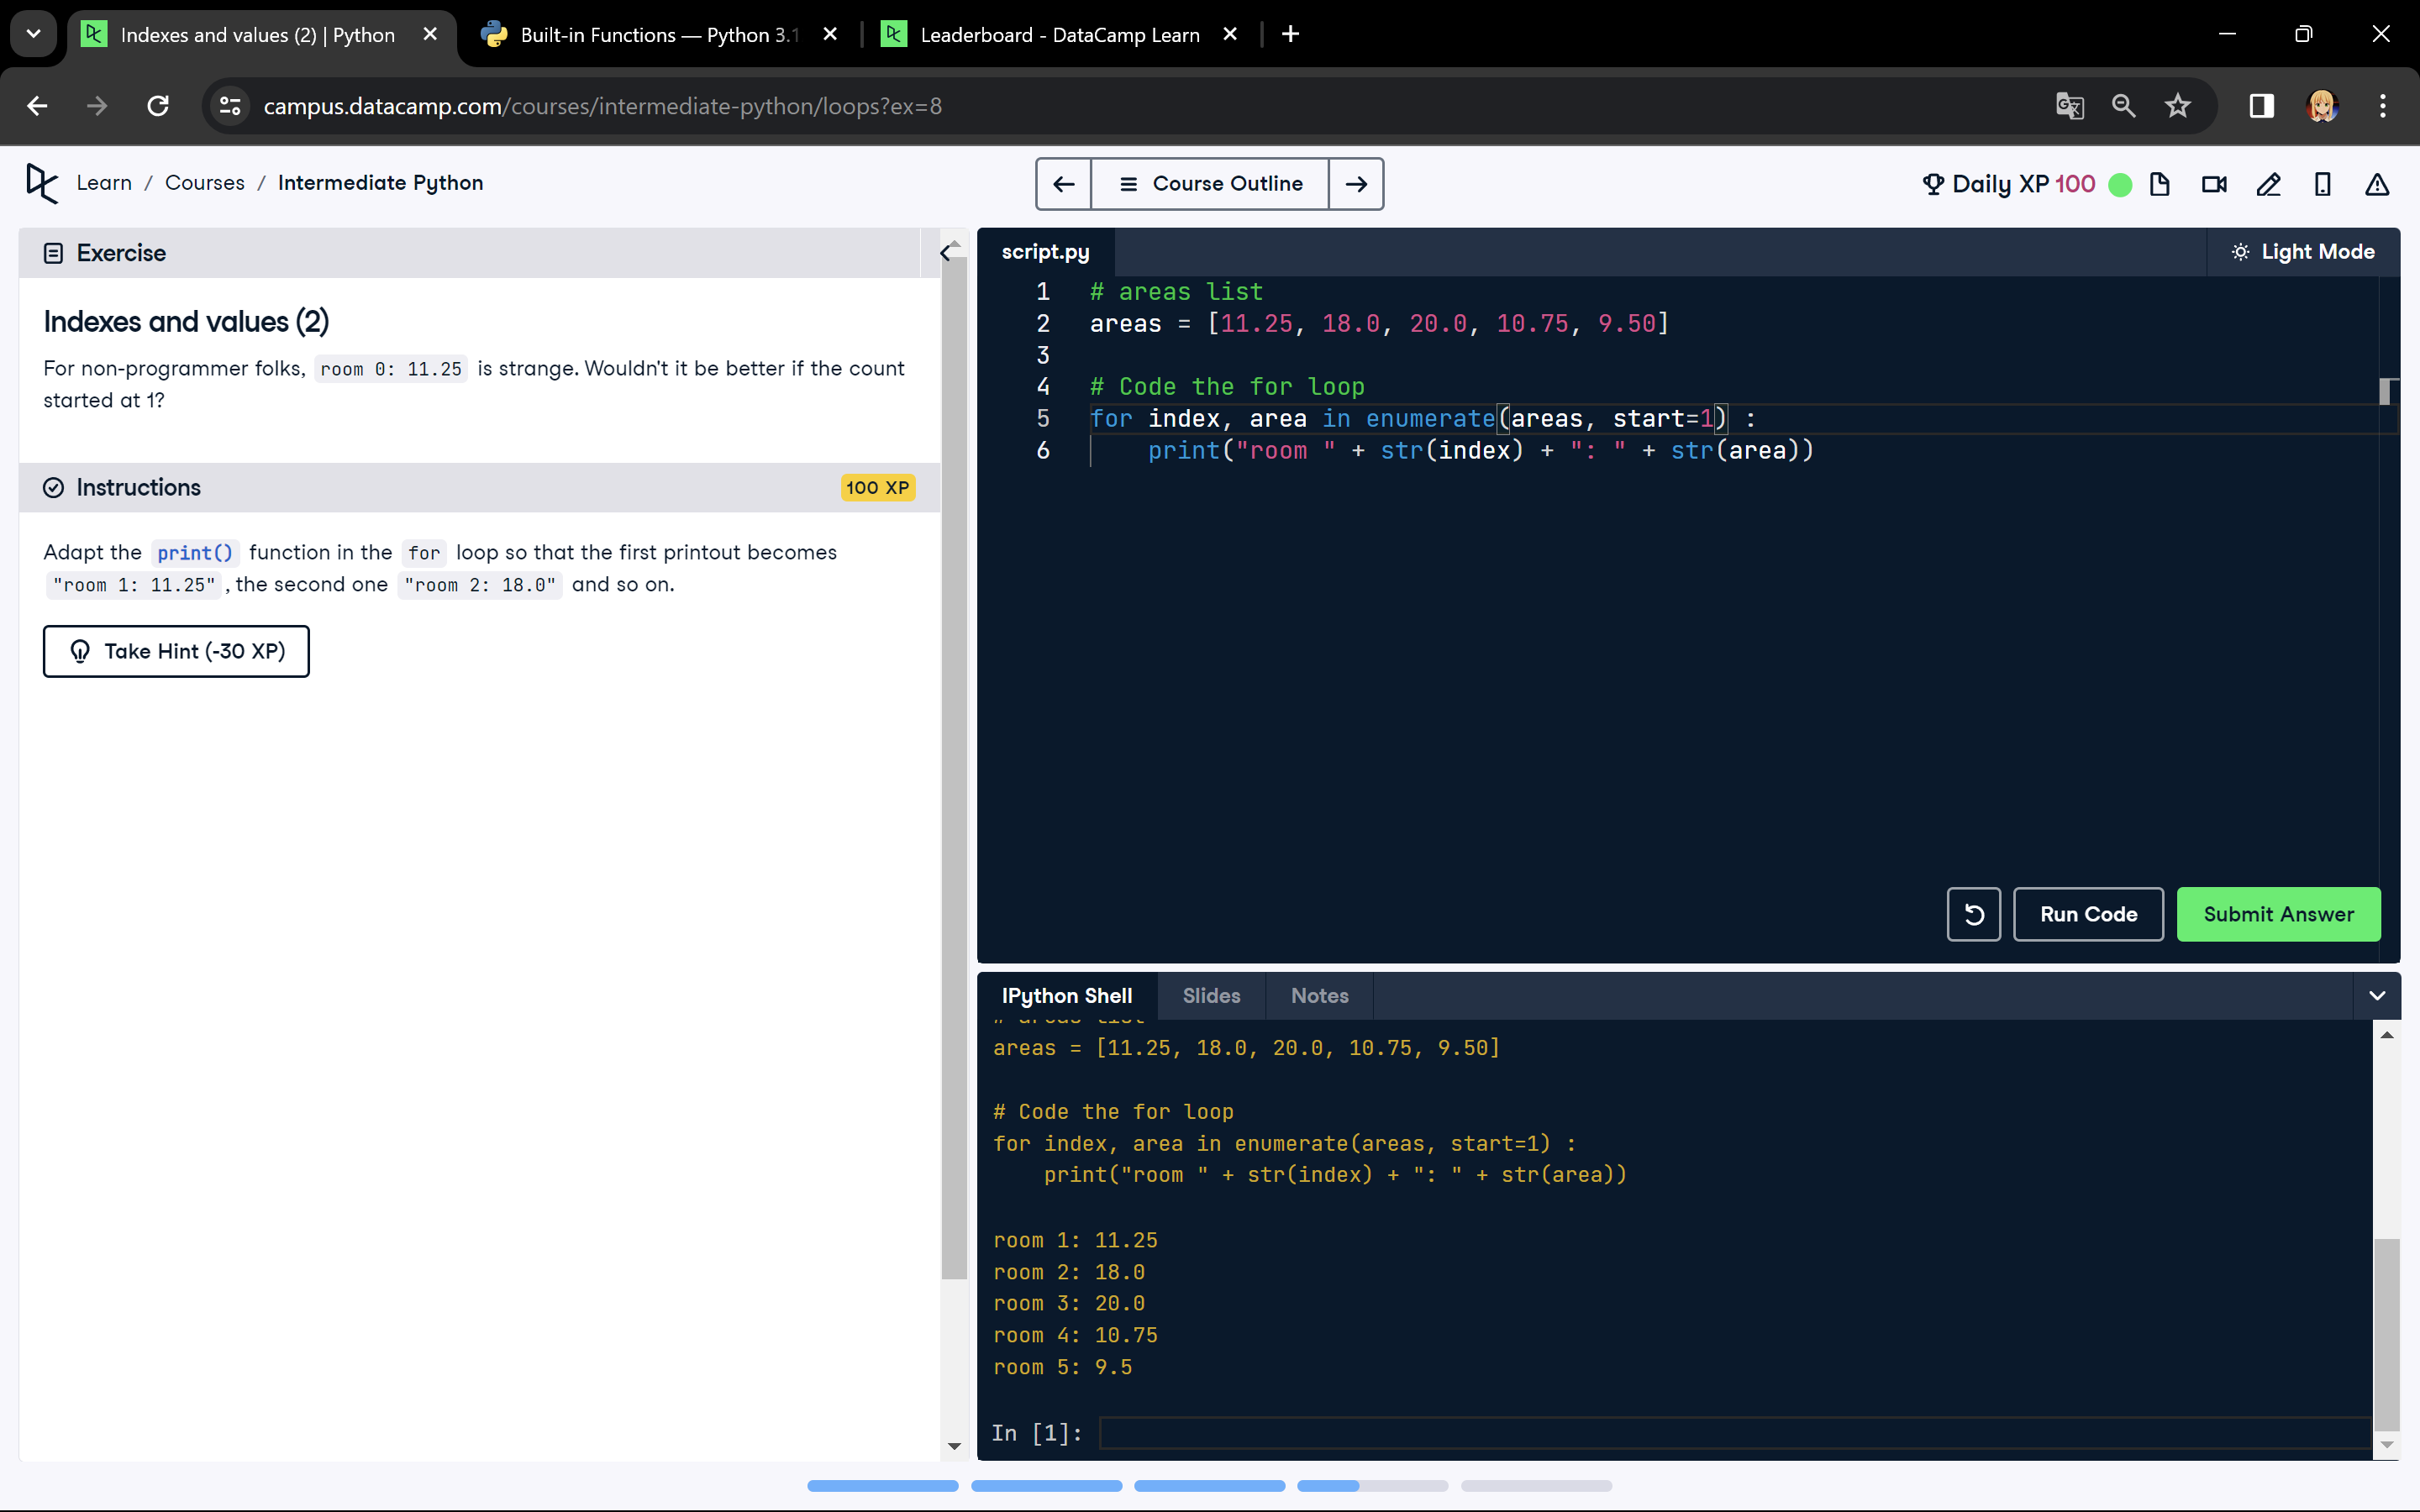 Indexes and values (2) | Python
Built-in Functions — Python 3.1
Leaderboard - DataCamp Learn
campus.datacamp.com/courses/intermediate-python/loops?ex=8
Learn / Courses / Intermediate Python
Course Outline
Daily XP 100
Exercise
Indexes and values (2)
For non-programmer folks, room 0: 11.25 is strange. Wouldn't it be better if the count
started at 1?
Instructions
100 XP
Adapt the print() function in the for loop so that the first printout becomes
"room 1: 11.25", the second one "room 2: 18.0" and so on.
Take Hint (-30 XP)
script.py
Light Mode
1 # areas list
2 areas = [11.25, 18.0, 20.0, 10.75, 9.50]
3
4 # Code the for loop
5 for index, area in enumerate(areas, start=1) :
6     print("room " + str(index) + ": " + str(area))
Run Code
Submit Answer
IPython Shell
Slides
Notes
# areas list
areas = [11.25, 18.0, 20.0, 10.75, 9.50]
# Code the for loop
for index, area in enumerate(areas, start=1) :
    print("room " + str(index) + ": " + str(area))
room 1: 11.25
room 2: 18.0
room 3: 20.0
room 4: 10.75
room 5: 9.5
In [1]: